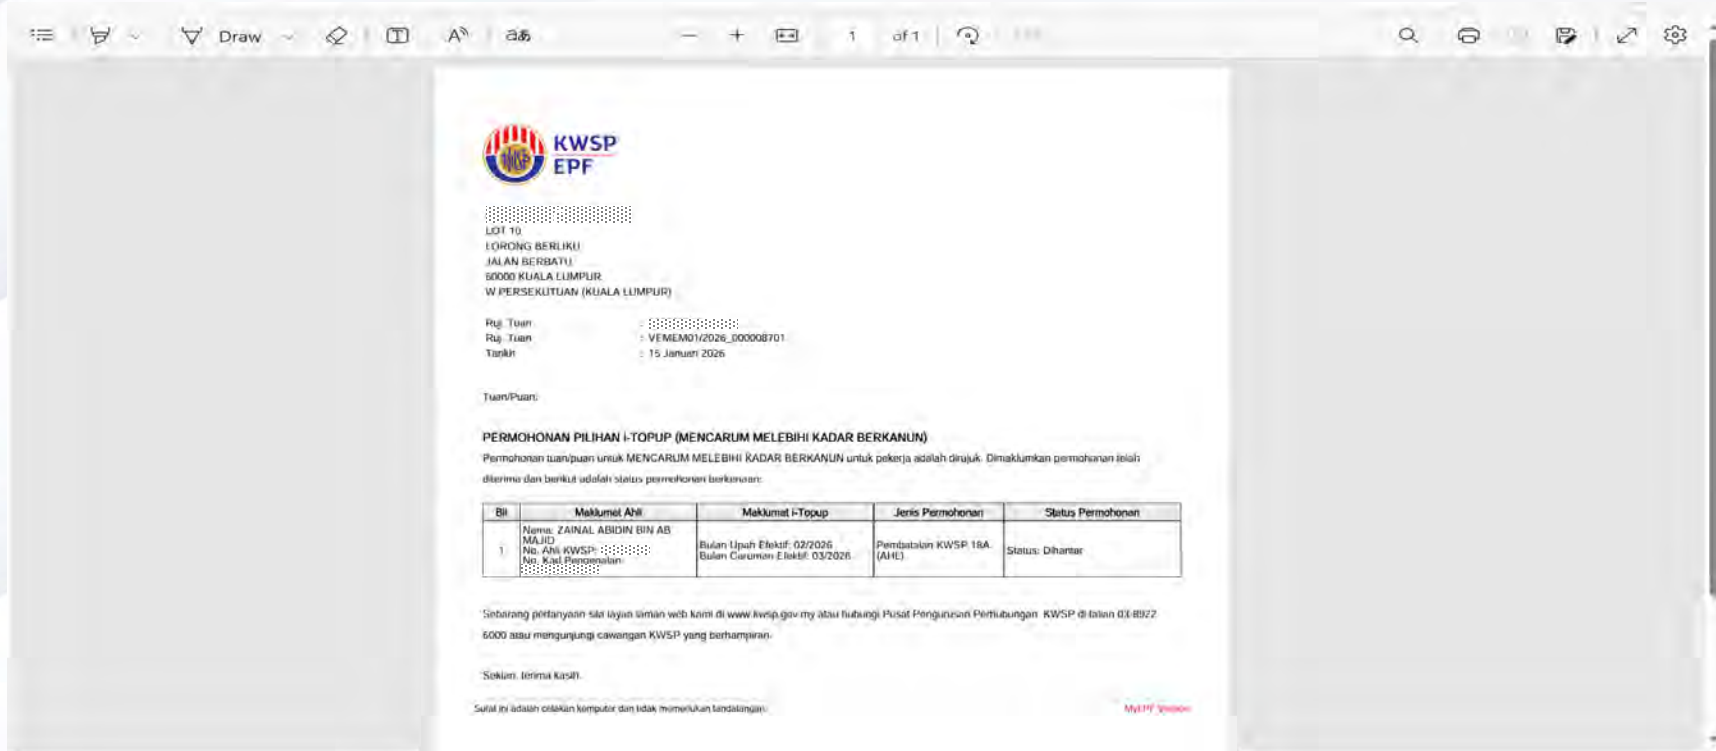 Draw
1 of 1
KWSP
EPF
LOT 10
LORONG BERLIKU
JALAN BERBATU
50000 KUALA LUMPUR
W.PERSEKUTUAN (KUALA LUMPUR)
Ruj. Tuan :
Ruj. Tuan : VEMEM01/2026_000008701
Tarikh : 15 Januari 2026
Tuan/Puan,
PERMOHONAN PILIHAN i-TOPUP (MENCARUM MELEBIHI KADAR BERKANUN)
Permohonan tuan/puan untuk MENCARUM MELEBIHI KADAR BERKANUN untuk pekerja adalah dirujuk. Dimaklumkan permohonan telah
diterima dan berikut adalah status permohonan berkenaan:
Bil Maklumat Ahli Maklumat i-Topup Jenis Permohonan Status Permohonan
1
Nama: ZAINAL ABIDIN BIN AB
MAJID
No. Ahli KWSP:
No. Kad Pengenalan:
Bulan Upah Efektif: 02/2026
Bulan Caruman Efektif: 03/2026
Pembatalan KWSP 18A
(AHL)
Status: Dihantar
Sebarang pertanyaan sila layari laman web kami di www.kwsp.gov.my atau hubungi Pusat Pengurusan Perhubungan KWSP di talian 03-8922
6000 atau mengunjungi cawangan KWSP yang berhampiran.
Sekian, terima kasih.
Surat ini adalah cetakan komputer dan tidak memerlukan tandatangan.
MyEPF Version